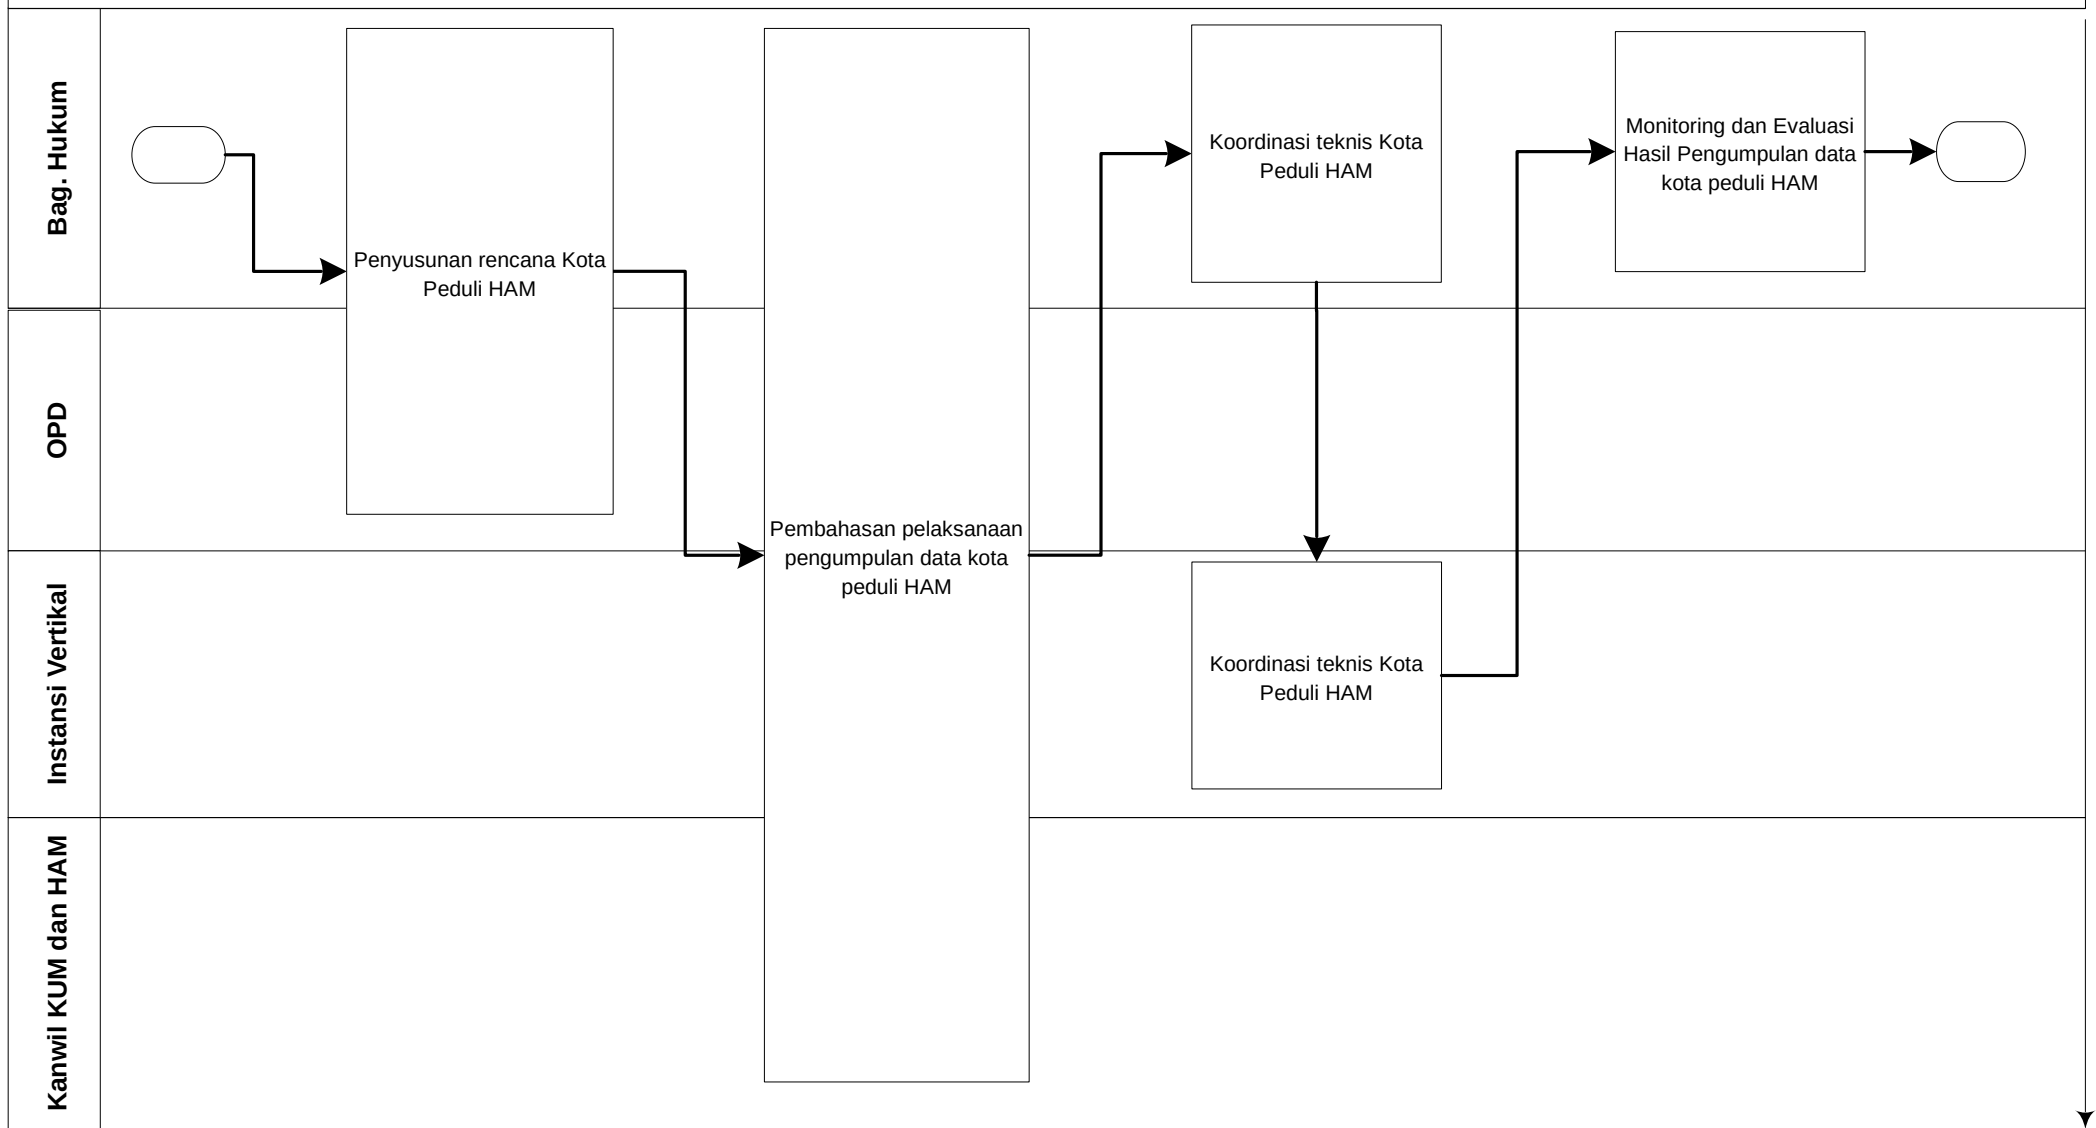 Bag. Hukum
Penyusunan rencana Kota
Peduli HAM
Pembahasan pelaksanaan
pengumpulan data kota
peduli HAM
Koordinasi teknis Kota
Peduli HAM
Monitoring dan Evaluasi
Hasil Pengumpulan data
kota peduli HAM
OPD
Instansi Vertikal
Koordinasi teknis Kota
Peduli HAM
Kanwil KUM dan HAM